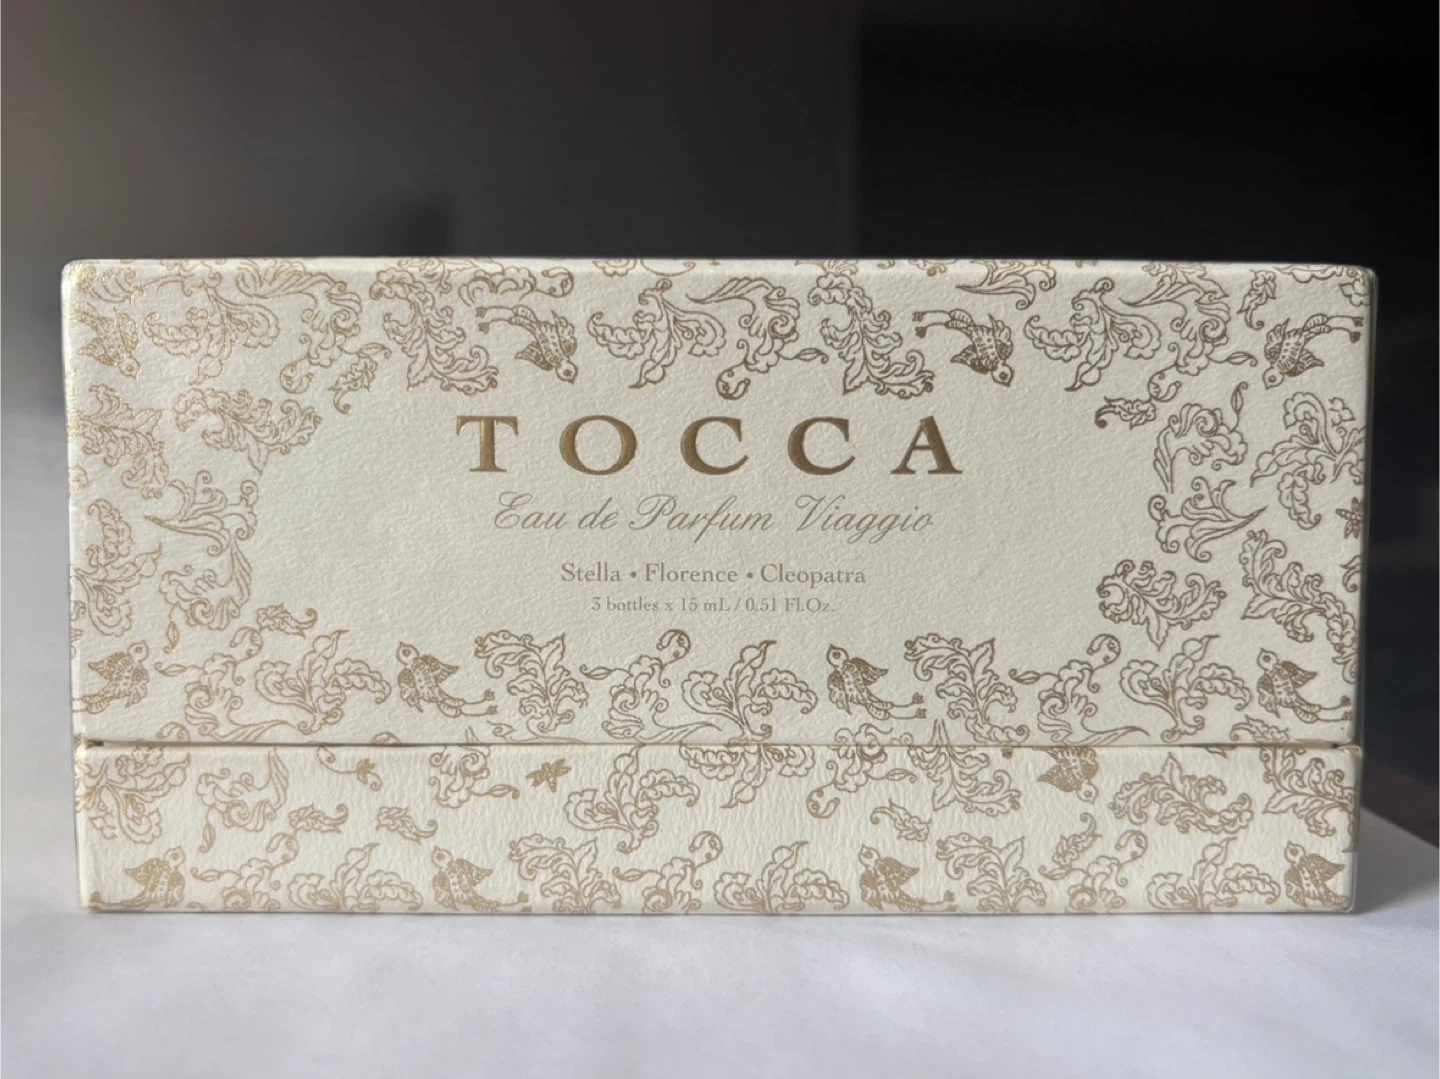 TOCCA
Eau de Parfum Viaggio
Stella • Florence • Cleopatra
3 bottles x 15 mL / 0.51 Fl.Oz.